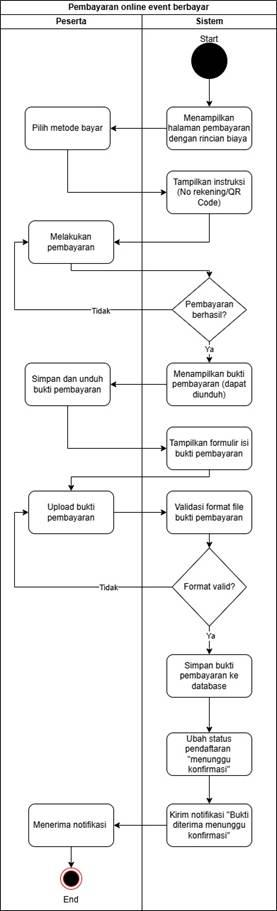 Pembayaran online event berbayar
Peserta
Sistem
Start
Menampilkan
halaman pembayaran
dengan rincian biaya
Pilih metode bayar
Tampilkan instruksi
(No rekening/QR
Code)
Melakukan
pembayaran
Pembayaran
berhasil?
Tidak
Ya
Menampilkan bukti
pembayaran (dapat
diunduh)
Simpan dan unduh
bukti pembayaran
Tampilkan formulir isi
bukti pembayaran
Upload bukti
pembayaran
Validasi format file
bukti pembayaran
Format valid?
Tidak
Ya
Simpan bukti
pembayaran ke
database
Ubah status
pendaftaran
"menunggu
konfirmasi"
Kirim notifikasi "Bukti
diterima menunggu
konfirmasi"
Menerima notifikasi
End